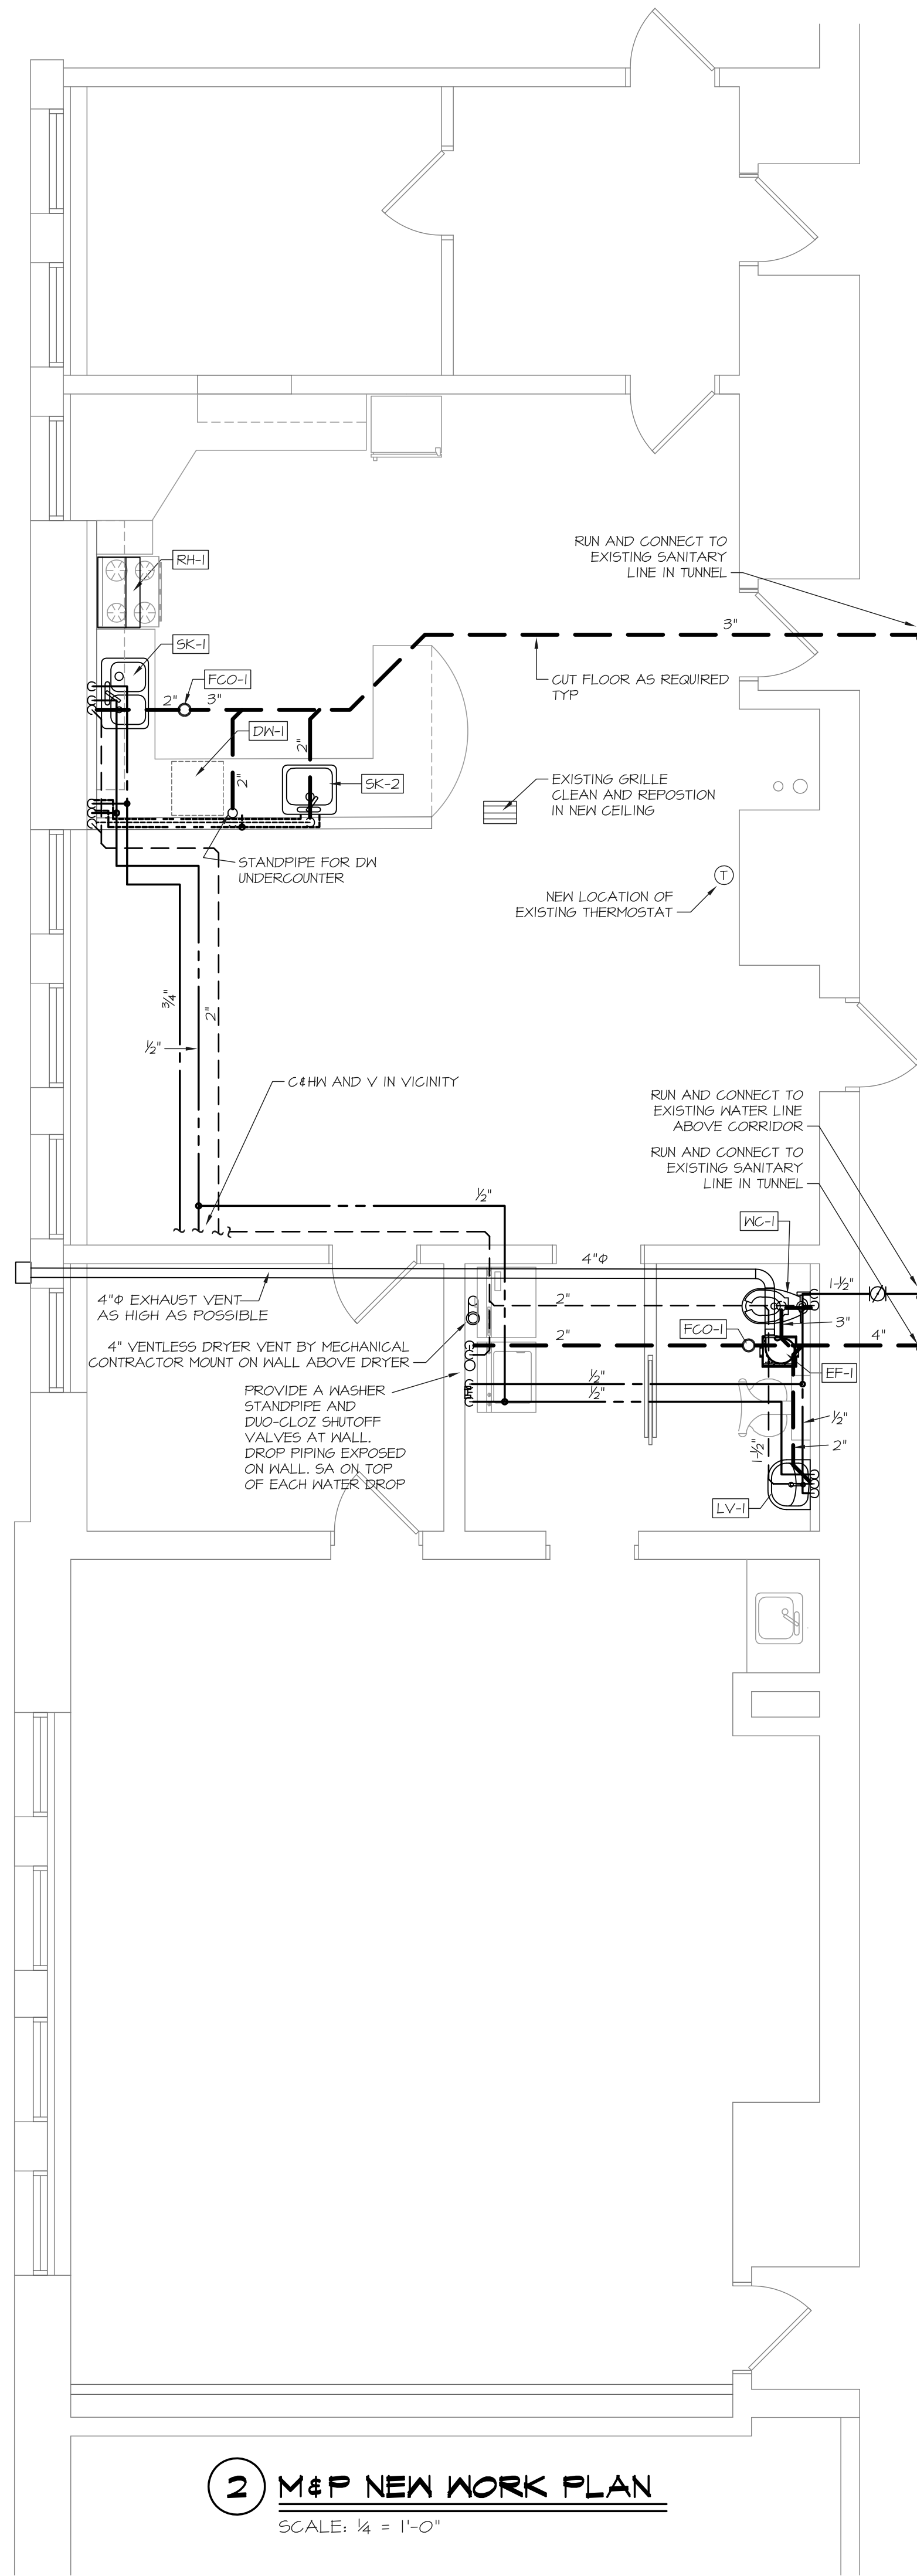 RUN AND CONNECT TO
EXISTING SANITARY
LINE IN TUNNEL
RH-1
3"
SK-1
FCO-1
2"
3"
CUT FLOOR AS REQUIRED
TYP
DW-1
2"
2"
SK-2
EXISTING GRILLE
CLEAN AND REPOSTION
IN NEW CEILING
STANDPIPE FOR DW
UNDERCOUNTER
T
NEW LOCATION OF
EXISTING THERMOSTAT
3/4"
2"
1/2"
C&HW AND V IN VICINITY
RUN AND CONNECT TO
EXISTING WATER LINE
ABOVE CORRIDOR
RUN AND CONNECT TO
EXISTING SANITARY
LINE IN TUNNEL
1/2"
WC-1
4"Φ
1-1/2"
4"Φ EXHAUST VENT
AS HIGH AS POSSIBLE
2"
3"
FCO-1
2"
4"
4" VENTLESS DRYER VENT BY MECHANICAL
CONTRACTOR MOUNT ON WALL ABOVE DRYER
EF-1
PROVIDE A WASHER
STANDPIPE AND
DUO-CLOZ SHUTOFF
VALVES AT WALL.
DROP PIPING EXPOSED
ON WALL. SA ON TOP
OF EACH WATER DROP
1/2"
1/2"
1/2"
2"
1-1/2"
LV-1
2
M&P NEW WORK PLAN
SCALE: 1/4 = 1'-0"